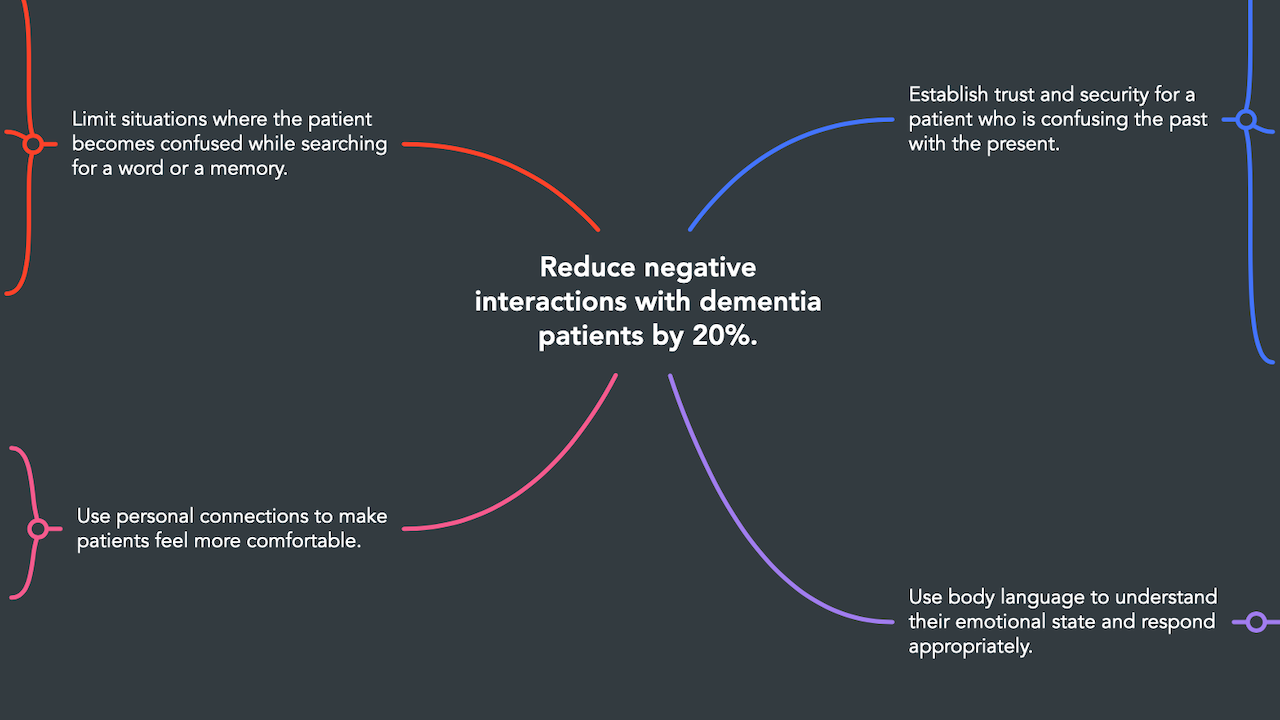 Limit situations where the patient
becomes confused while searching
for a word or a memory.
Establish trust and security for a
patient who is confusing the past
with the present.
Reduce negative
interactions with dementia
patients by 20%.
Use personal connections to make
patients feel more comfortable.
Use body language to understand
their emotional state and respond
appropriately.